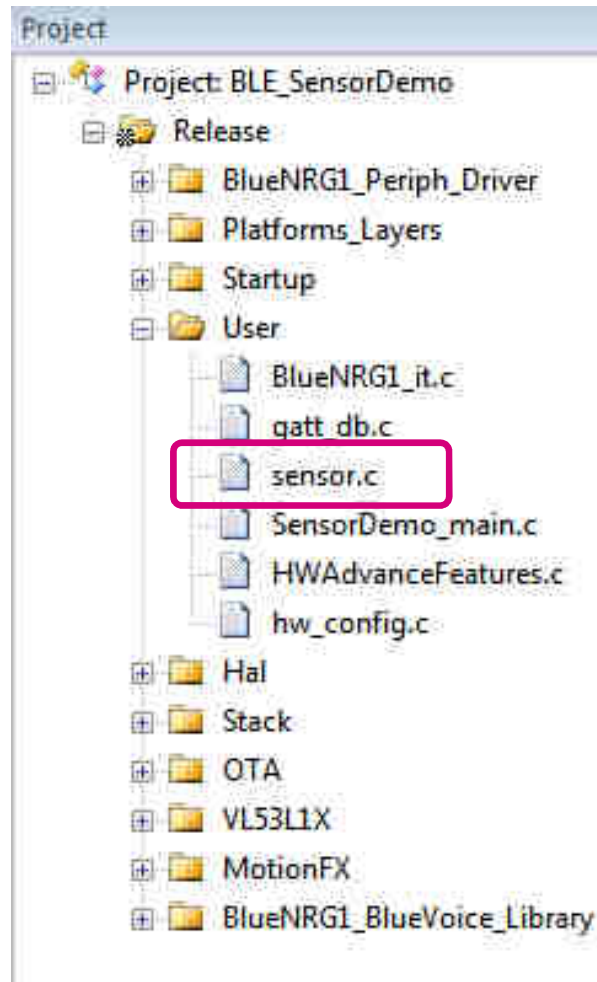 Project
Project: BLE_SensorDemo
Release
BlueNRG1_Periph_Driver
Platforms_Layers
Startup
User
BlueNRG1_it.c
gatt_db.c
sensor.c
SensorDemo_main.c
HWAdvanceFeatures.c
hw_config.c
Hal
Stack
OTA
VL53L1X
MotionFX
BlueNRG1_BlueVoice_Library